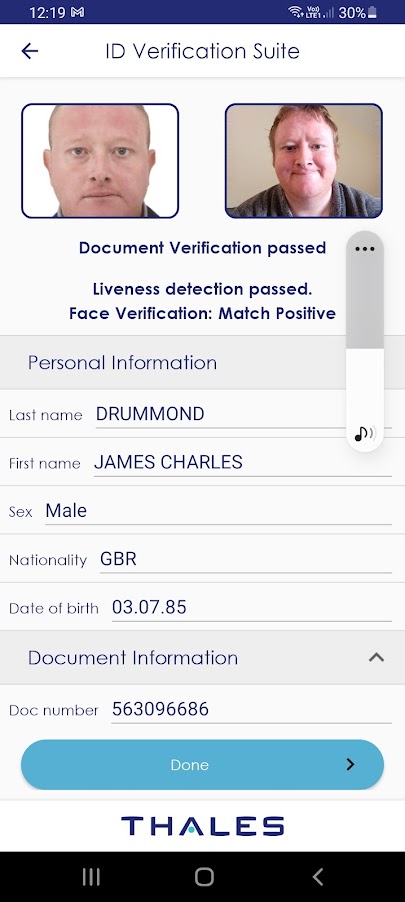 12:19 Vo)) LTE1 30%
ID Verification Suite
Document Verification passed
Liveness detection passed.
Face Verification: Match Positive
Personal Information
Last name DRUMMOND
First name JAMES CHARLES
Sex Male
Nationality GBR
Date of birth 03.07.85
Document Information
Doc number 563096686
Done
THALES